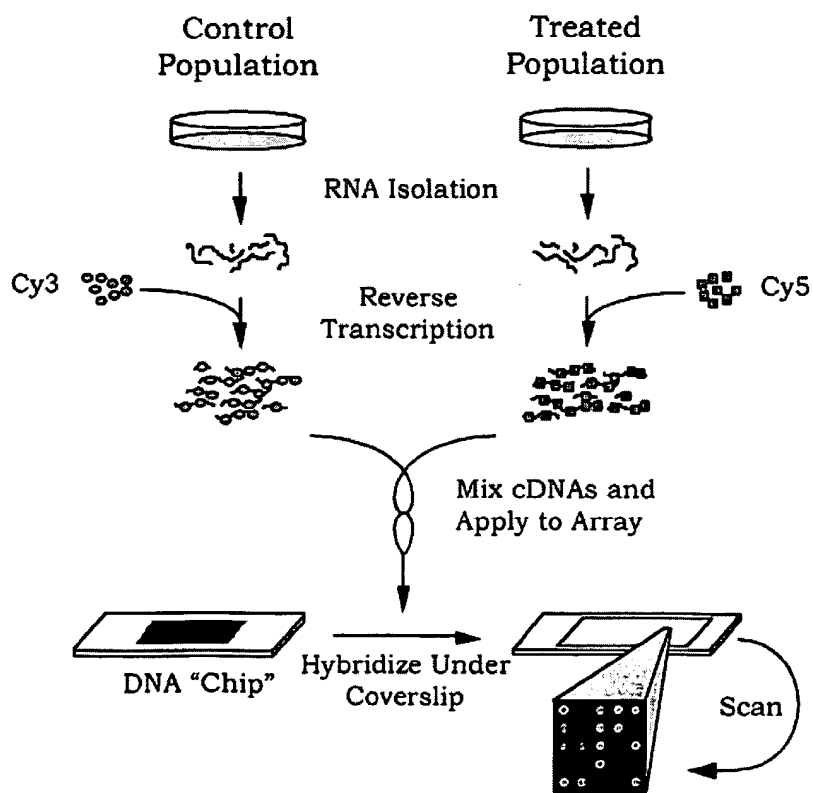 Control
Population
Treated
Population
RNA Isolation
Cy3
Reverse
Transcription
Cy5
Mix cDNAs and
Apply to Array
DNA "Chip"
Hybridize Under
Coverslip
Scan